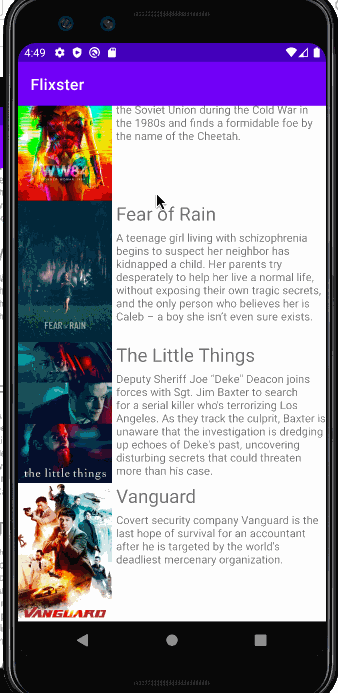 4:49
Flixster
the Soviet Union during the Cold War in
the 1980s and finds a formidable foe by
the name of the Cheetah.
WW84
Fear of Rain
A teenage girl living with schizophrenia
begins to suspect her neighbor has
kidnapped a child. Her parents try
desperately to help her live a normal life,
without exposing their own tragic secrets,
and the only person who believes her is
Caleb – a boy she isn't even sure exists.
FEAR OF RAIN
The Little Things
Deputy Sheriff Joe "Deke" Deacon joins
forces with Sgt. Jim Baxter to search
for a serial killer who's terrorizing Los
Angeles. As they track the culprit, Baxter is
unaware that the investigation is dredging
up echoes of Deke's past, uncovering
disturbing secrets that could threaten
more than his case.
the little things
Vanguard
Covert security company Vanguard is the
last hope of survival for an accountant
after he is targeted by the world's
deadliest mercenary organization.
VANGUARD